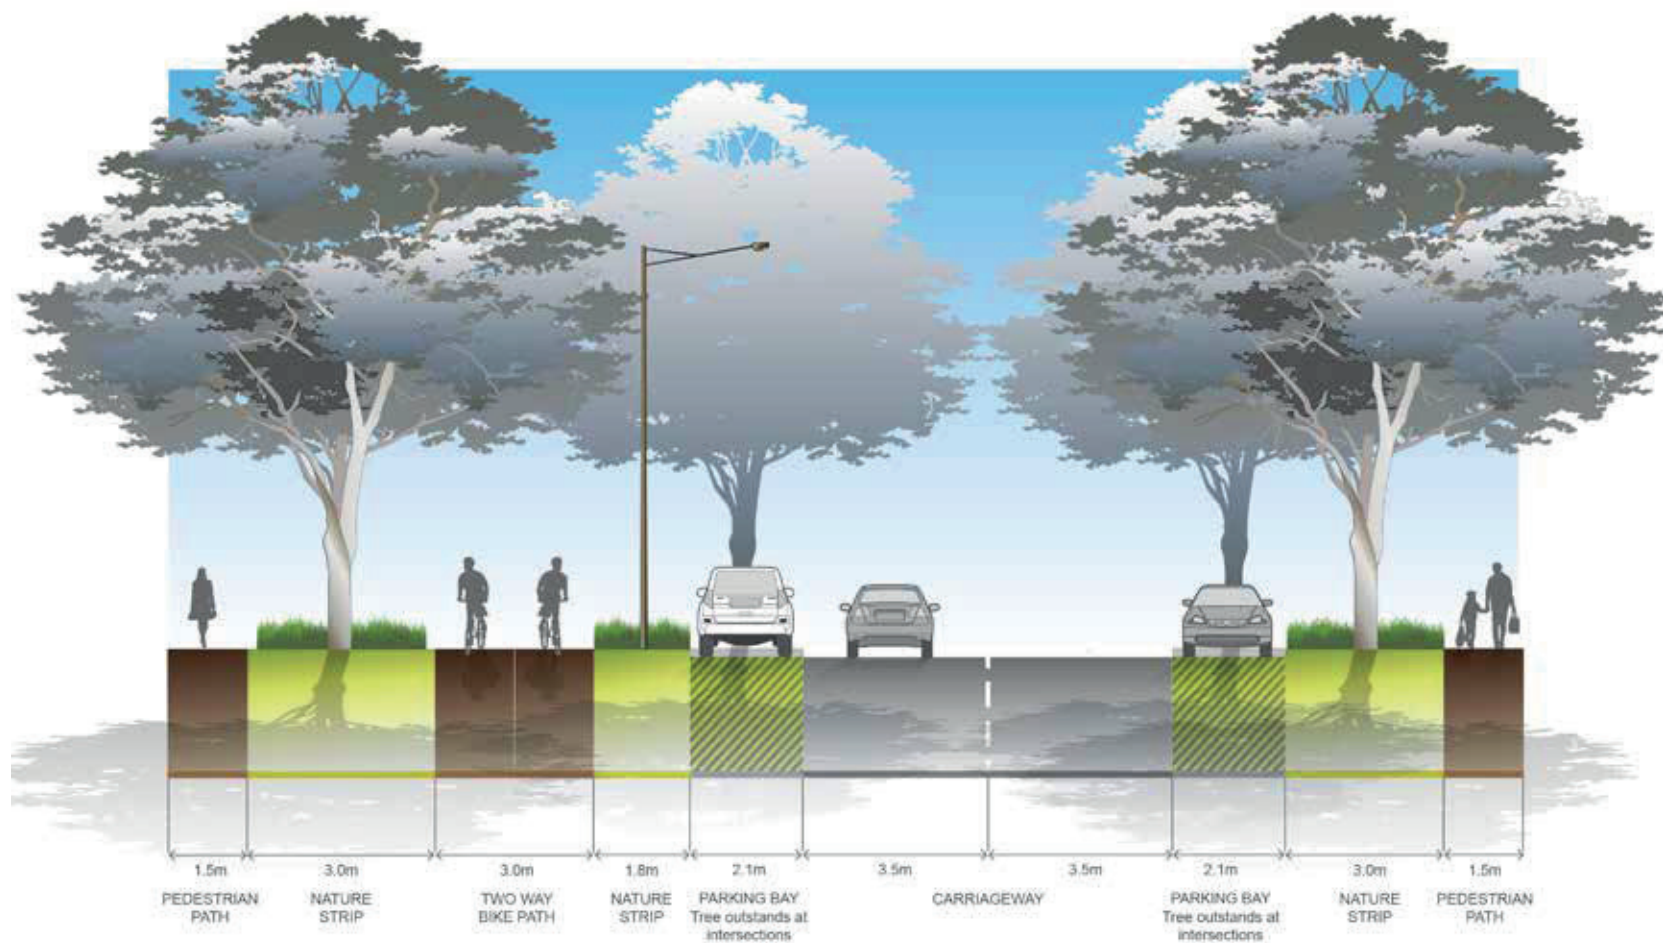 1.5m 3.0m 3.0m 1.8m 2.1m 3.5m 3.5m 2.1m 3.0m 1.5m
PEDESTRIAN
PATH
NATURE
STRIP
TWO WAY
BIKE PATH
NATURE
STRIP
PARKING BAY
Tree outstands at
intersections
CARRIAGEWAY
PARKING BAY
Tree outstands at
intersections
NATURE
STRIP
PEDESTRIAN
PATH